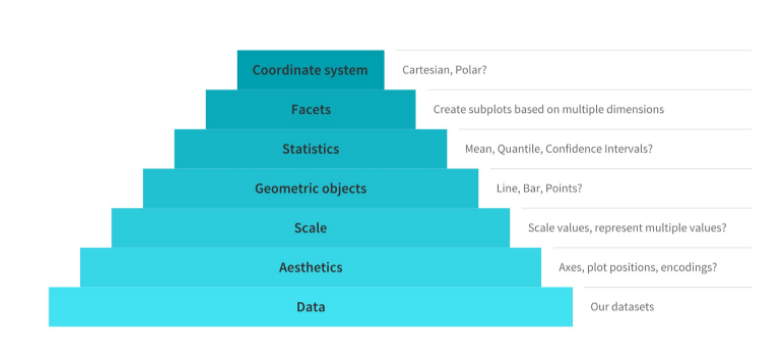 Coordinate system Cartesian, Polar?
Facets Create subplots based on multiple dimensions
Statistics Mean, Quantile, Confidence Intervals?
Geometric objects Line, Bar, Points?
Scale Scale values, represent multiple values?
Aesthetics Axes, plot positions, encodings?
Data Our datasets